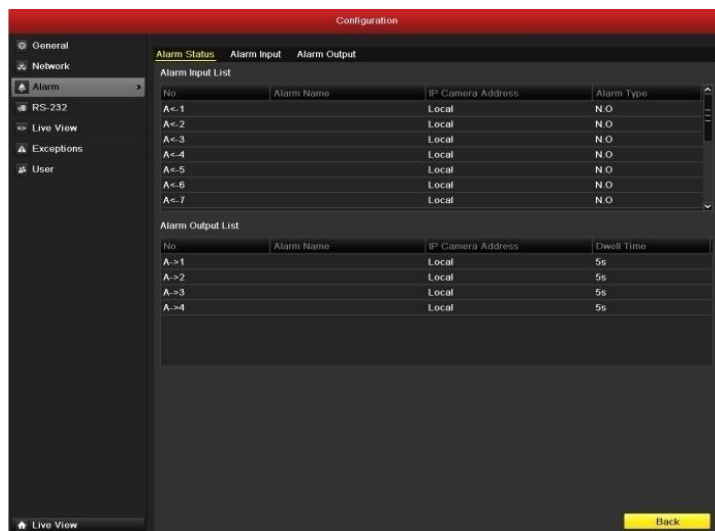 Configuration
General
Network
Alarm
RS-232
Live View
Exceptions
User
Alarm Status Alarm Input Alarm Output
Alarm Input List
No. Alarm Name IP Camera Address Alarm Type
A<-1 Local N.O
A<-2 Local N.O
A<-3 Local N.O
A<-4 Local N.O
A<-5 Local N.O
A<-6 Local N.O
A<-7 Local N.O
Alarm Output List
No. Alarm Name IP Camera Address Dwell Time
A->1 Local 5s
A->2 Local 5s
A->3 Local 5s
A->4 Local 5s
Live View
Back